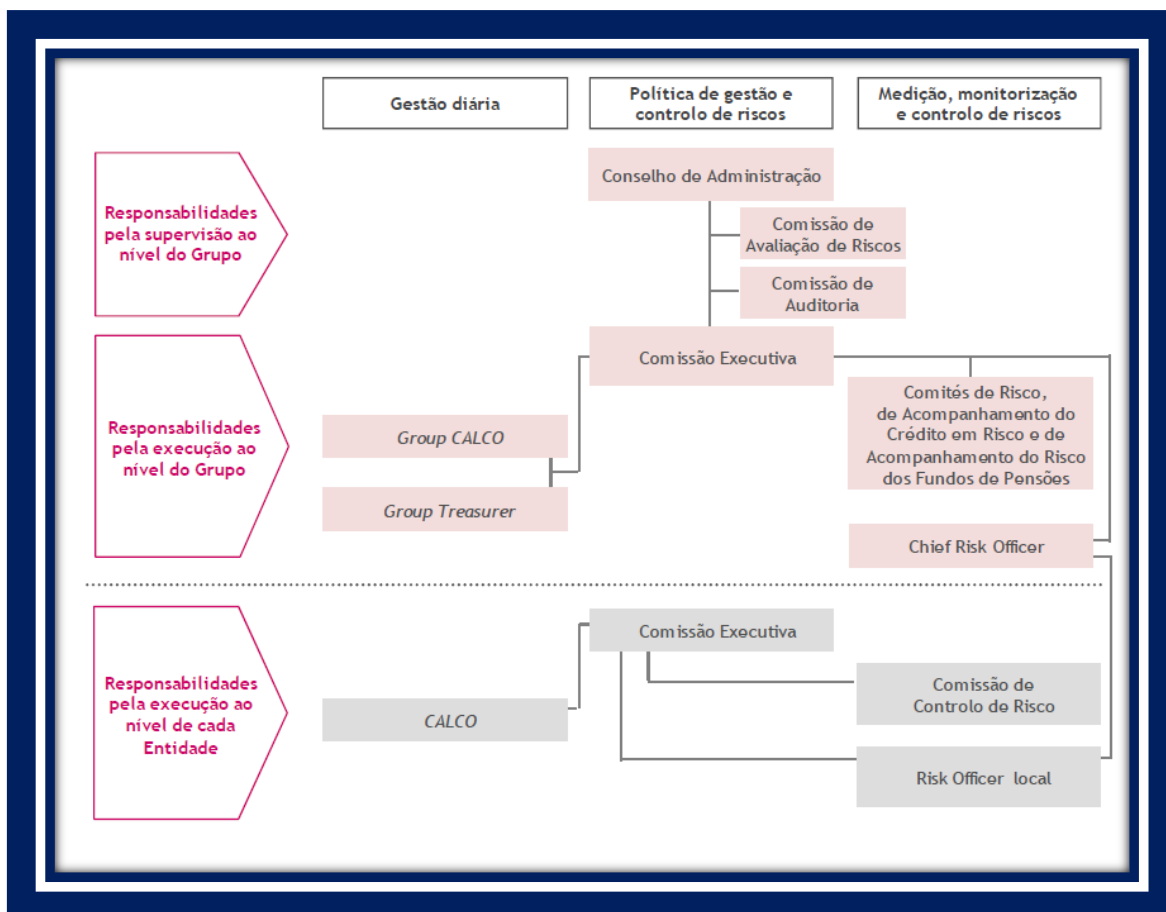 Gestão diária
Política de gestão e
controlo de riscos
Medição, monitorização
e controlo de riscos
Responsabilidades
pela supervisão ao
nível do Grupo
Conselho de Administração
Comissão de
Avaliação de Riscos
Comissão de
Auditoria
Responsabilidades
pela execução ao
nível do Grupo
Comissão Executiva
Group CALCO
Group Treasurer
Comités de Risco,
de Acompanhamento do
Crédito em Risco e de
Acompanhamento do Risco
dos Fundos de Pensões
Chief Risk Officer
Responsabilidades
pela execução ao
nível de cada
Entidade
Comissão Executiva
CALCO
Comissão de
Controlo de Risco
Risk Officer local